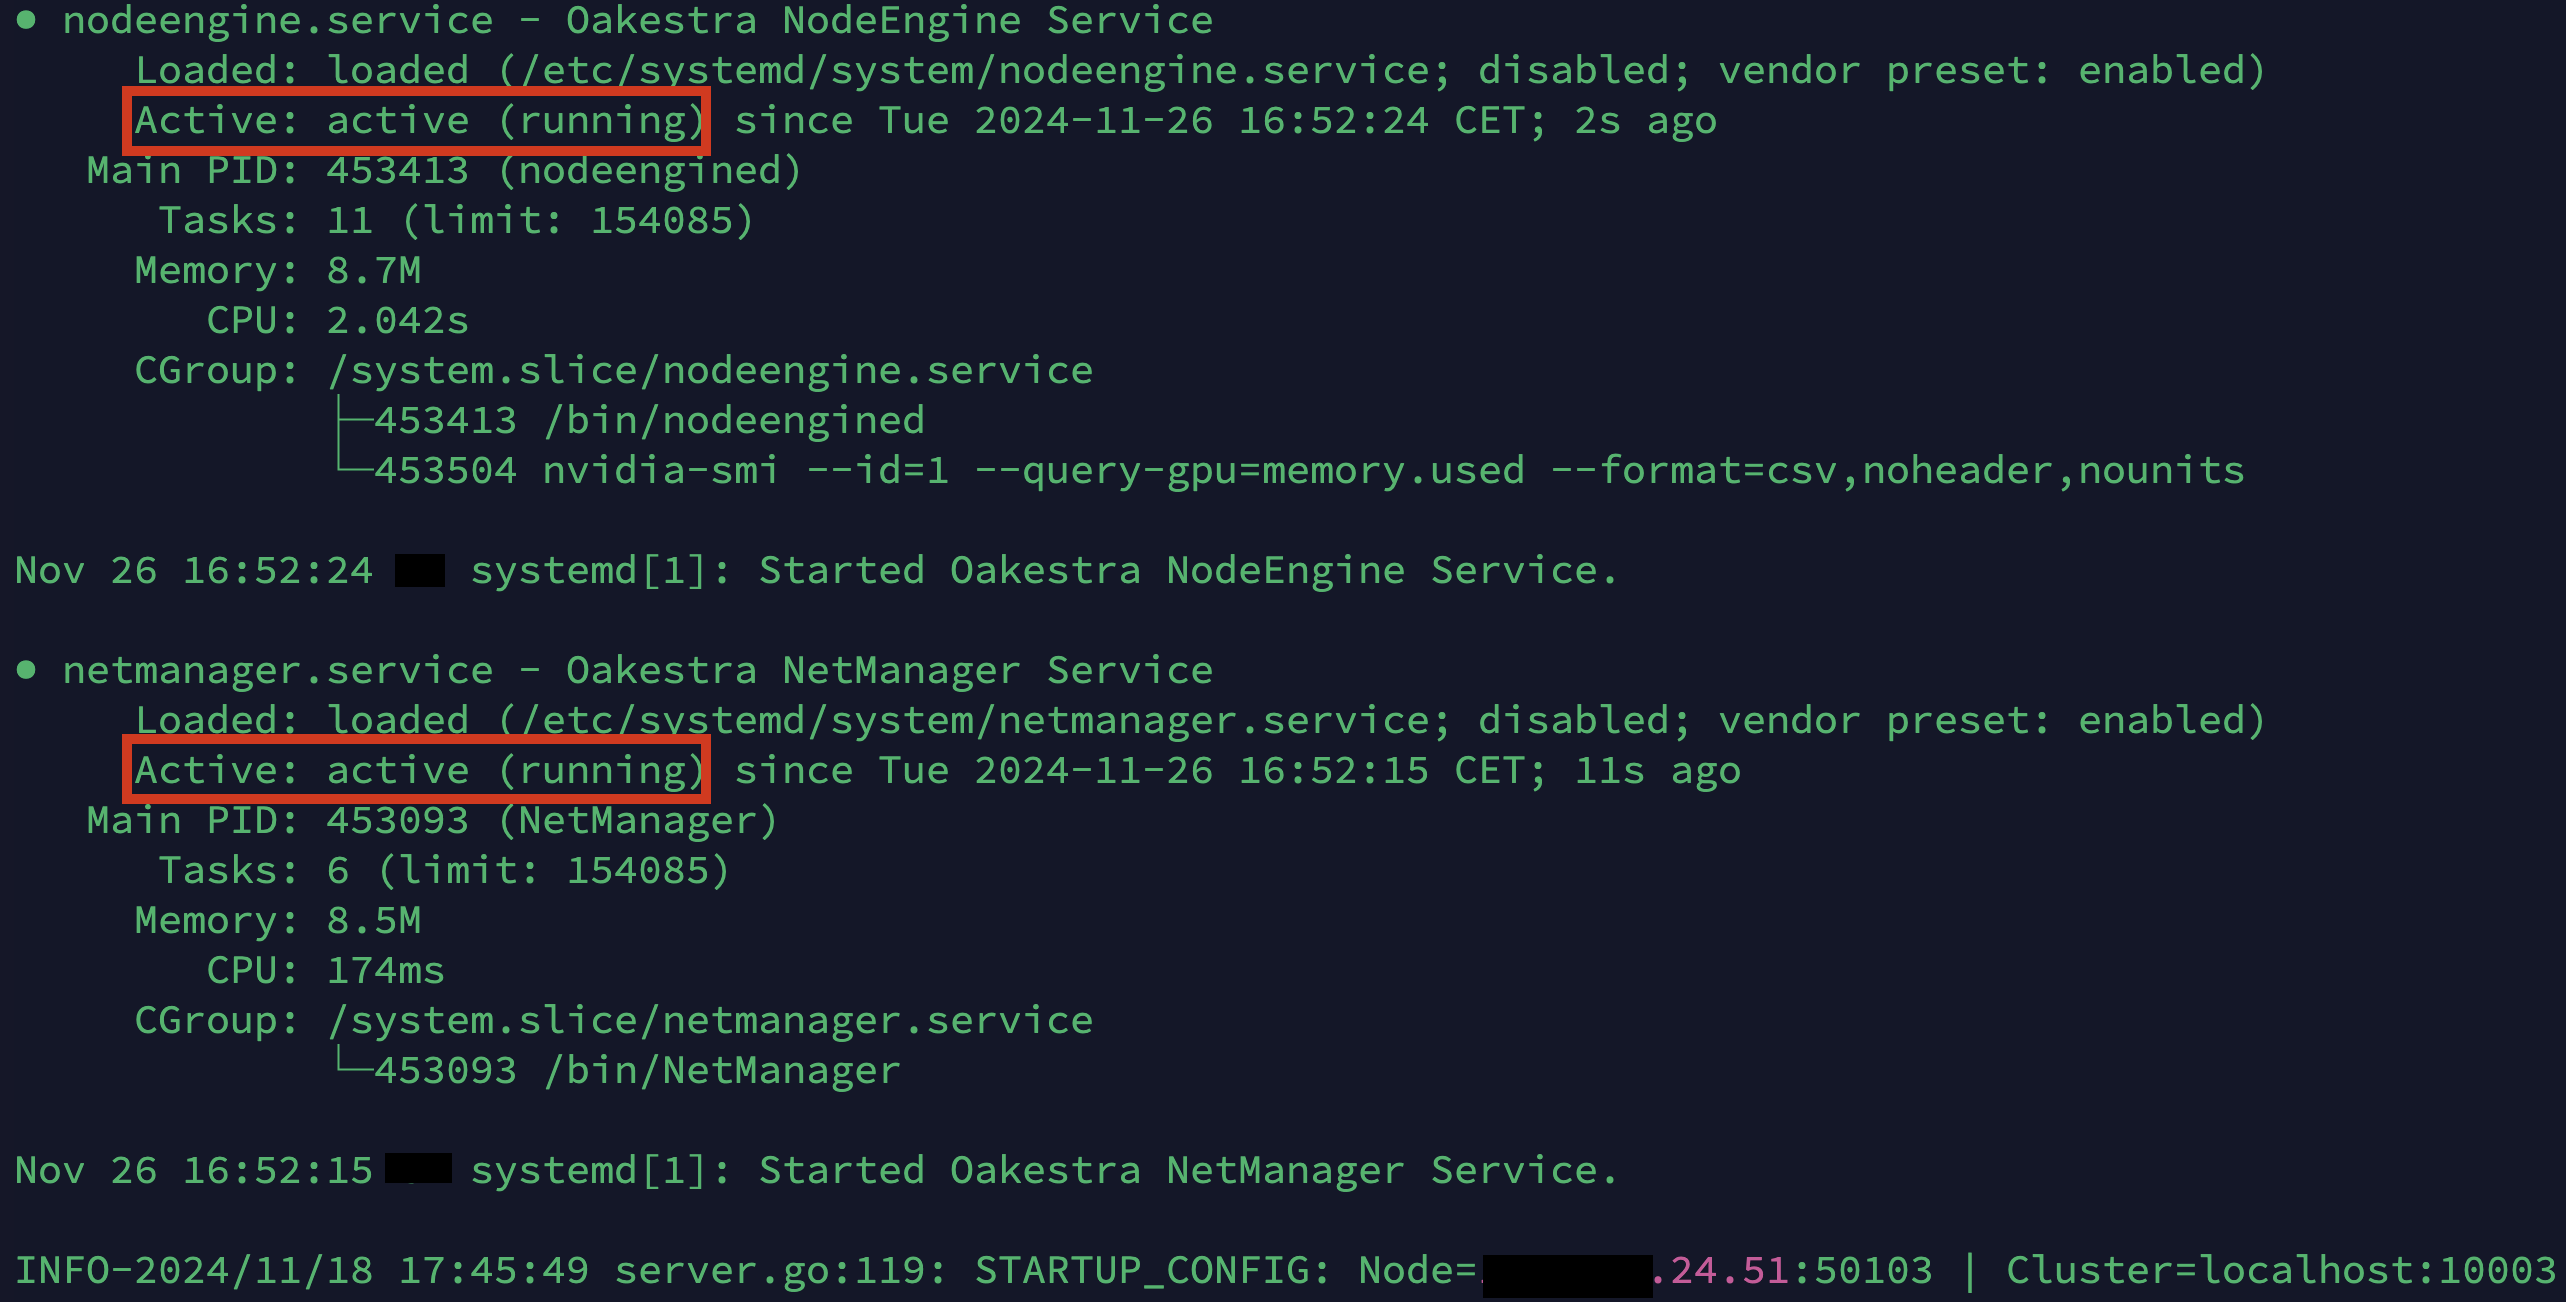 ● nodeengine.service - Oakestra NodeEngine Service
Loaded: loaded (/etc/systemd/system/nodeengine.service; disabled; vendor preset: enabled)
Active: active (running) since Tue 2024-11-26 16:52:24 CET; 2s ago
Main PID: 453413 (nodeengined)
Tasks: 11 (limit: 154085)
Memory: 8.7M
CPU: 2.042s
CGroup: /system.slice/nodeengine.service
├─453413 /bin/nodeengined
└─453504 nvidia-smi --id=1 --query-gpu=memory.used --format=csv,noheader,nounits
Nov 26 16:52:24 systemd[1]: Started Oakestra NodeEngine Service.
● netmanager.service - Oakestra NetManager Service
Loaded: loaded (/etc/systemd/system/netmanager.service; disabled; vendor preset: enabled)
Active: active (running) since Tue 2024-11-26 16:52:15 CET; 11s ago
Main PID: 453093 (NetManager)
Tasks: 6 (limit: 154085)
Memory: 8.5M
CPU: 174ms
CGroup: /system.slice/netmanager.service
└─453093 /bin/NetManager
Nov 26 16:52:15 systemd[1]: Started Oakestra NetManager Service.
INFO-2024/11/18 17:45:49 server.go:119: STARTUP_CONFIG: Node= .24.51:50103 | Cluster=localhost:10003